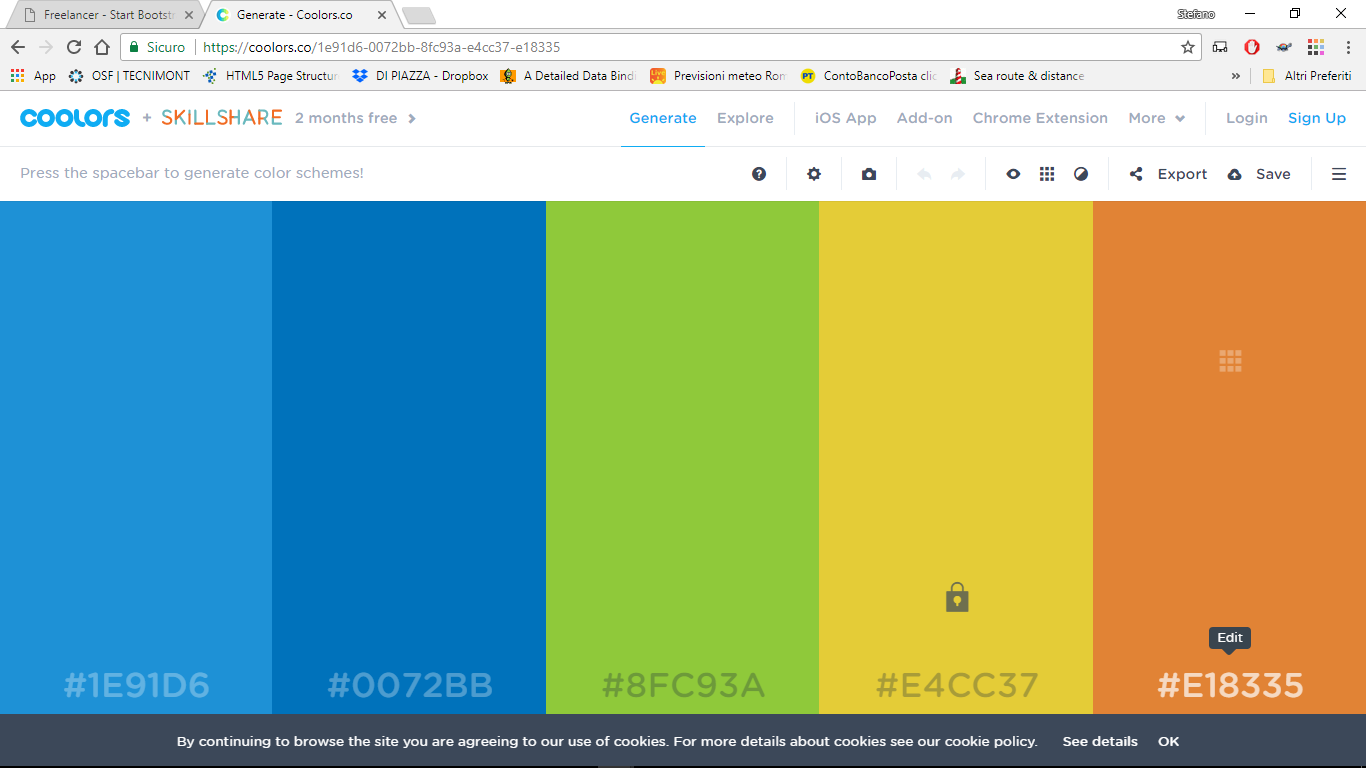 Freelancer - Start Bootstr
Generate - Coolors.co
Stefano
Sicuro
https://coolors.co/1e91d6-0072bb-8fc93a-e4cc37-e18335
App
OSF | TECNIMONT
HTML5 Page Structur
DI PIAZZA - Dropbox
A Detailed Data Bindi
Previsioni meteo Rom
ContoBancoPosta clic
Sea route & distance
»
Altri Preferiti
COOLORS + SKILLSHARE 2 months free
Generate
Explore
iOS App
Add-on
Chrome Extension
More
Login
Sign Up
Press the spacebar to generate color schemes!
Export
Save
Edit
#1E91D6
#0072BB
#8FC93A
#E4CC37
#E18335
By continuing to browse the site you are agreeing to our use of cookies. For more details about cookies see our cookie policy.
See details
OK